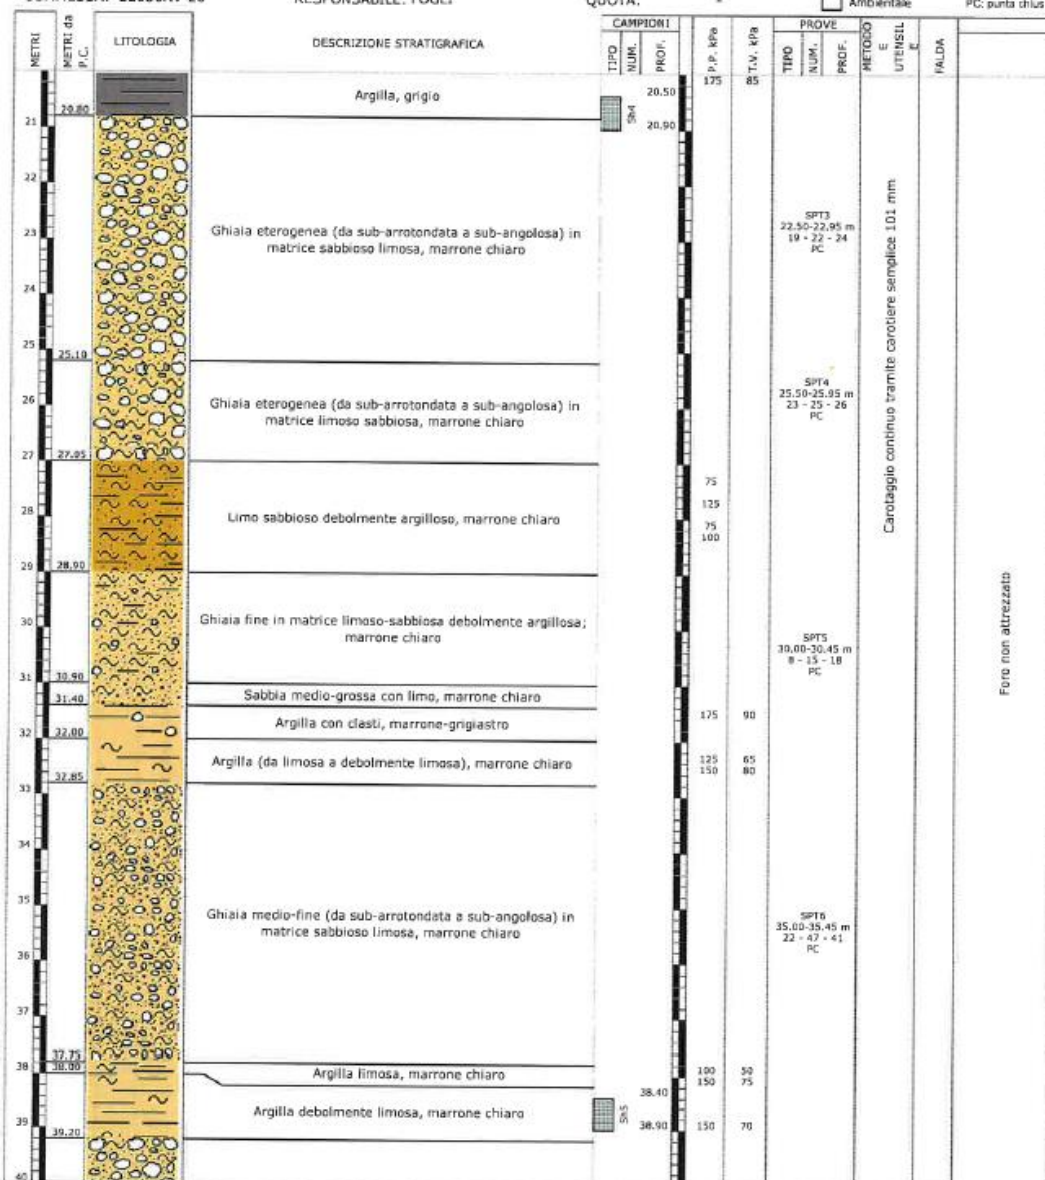 RESPONSABILE: FOGLI
QUOTA:
Ambientale
PC: punta chius
METRI
METRI da P.C.
LITOLOGIA
DESCRIZIONE STRATIGRAFICA
CAMPIONI
TIPO
NUM.
PROF.
P.P. kPa
T.V. kPa
PROVE
TIPO
NUM.
PROF.
METODO E UTENSIL E
FALDA
20.80
Argilla, grigio
Sh4
20.50
20.90
175
85
21
22
23
24
25
Ghiaia eterogenea (da sub-arrotondata a sub-angolosa) in
matrice sabbioso limosa, marrone chiaro
SPT3
22.50-22.95 m
19 - 22 - 24
PC
Carotaggio continuo tramite carotiere semplice 101 mm
25.10
26
27
Ghiaia eterogenea (da sub-arrotondata a sub-angolosa) in
matrice limoso sabbiosa, marrone chiaro
SPT4
25.50-25.95 m
23 - 25 - 26
PC
27.05
28
Limo sabbioso debolmente argilloso, marrone chiaro
75
125
75
100
29
28.90
30
Ghiaia fine in matrice limoso-sabbiosa debolmente argillosa;
marrone chiaro
SPT5
30.00-30.45 m
8 - 15 - 18
PC
Foro non attrezzato
31
30.90
Sabbia medio-grossa con limo, marrone chiaro
31.40
Argilla con clasti, marrone-grigiastro
175
90
32
32.00
Argilla (da limosa a debolmente limosa), marrone chiaro
125
65
150
80
32.85
33
34
35
36
37
Ghiaia medio-fine (da sub-arrotondata a sub-angolosa) in
matrice sabbioso limosa, marrone chiaro
SPT6
35.00-35.45 m
22 - 47 - 41
PC
37.75
38
38.00
Argilla limosa, marrone chiaro
100
50
150
75
Argilla debolmente limosa, marrone chiaro
Sh5
38.40
38.90
150
70
39
39.20
40